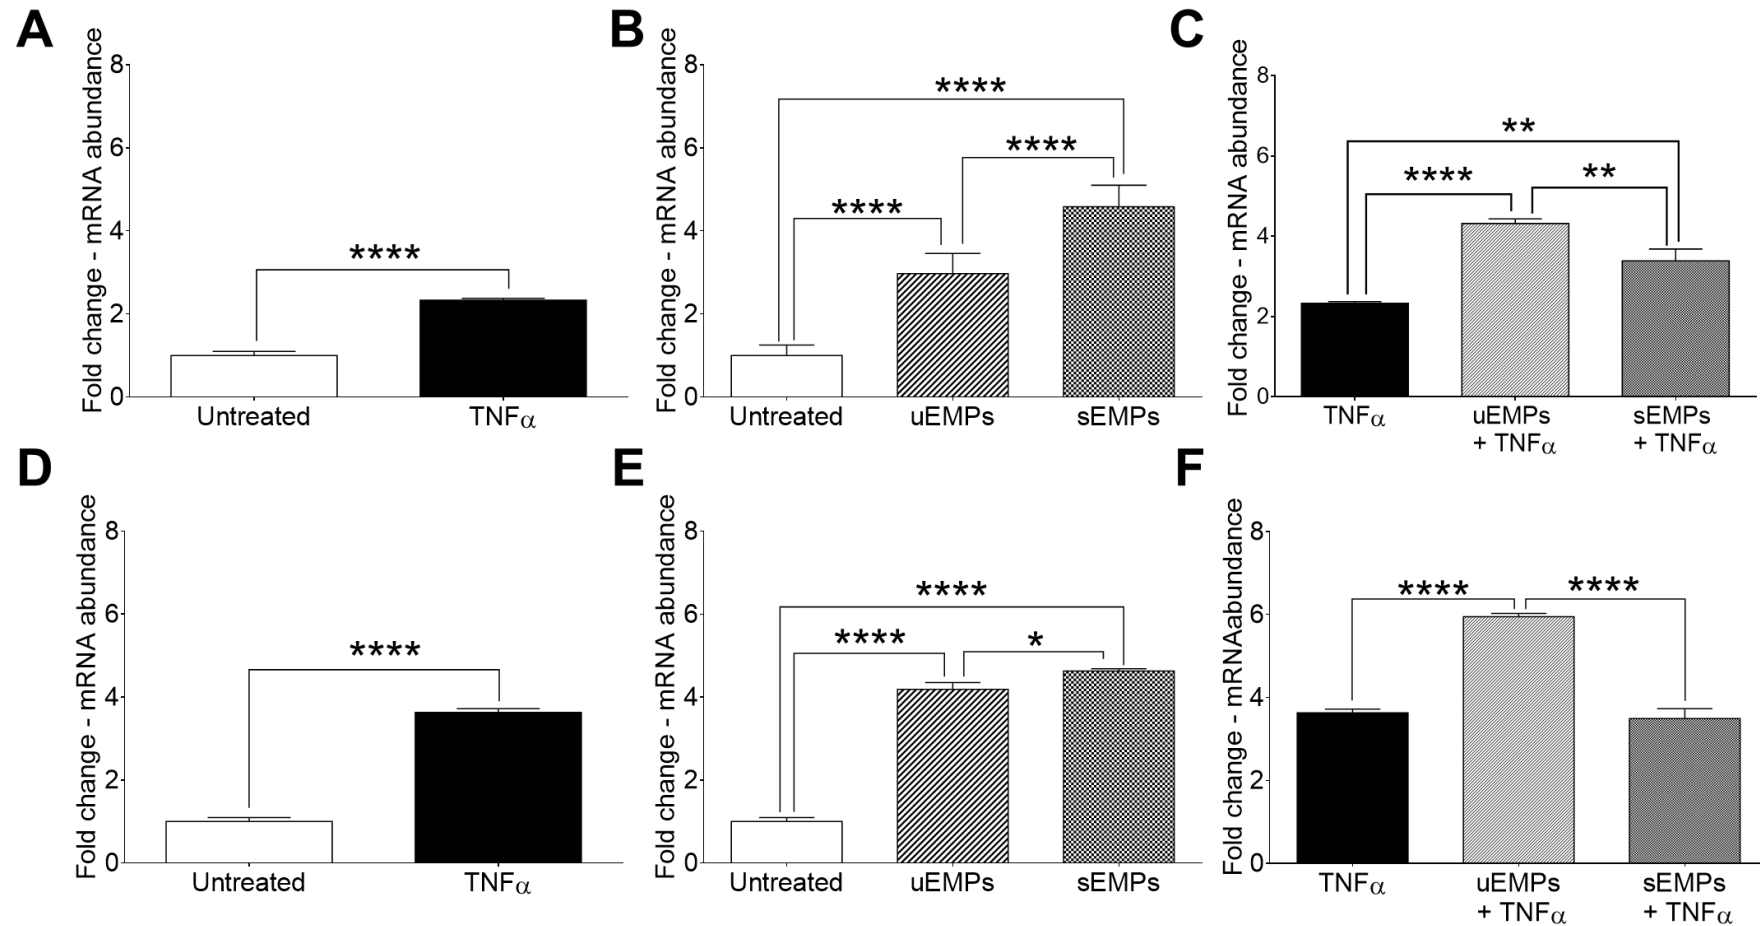 A
Fold change - mRNA abundance
8
6
4
2
0
****
Untreated
TNFα
B
Fold change - mRNA abundance
8
6
4
2
0
****
****
****
Untreated
uEMPs
sEMPs
C
Fold change - mRNA abundance
8
6
4
2
0
**
****
**
TNFα
uEMPs
+ TNFα
sEMPs
+ TNFα
D
Fold change - mRNA abundance
8
6
4
2
0
****
Untreated
TNFα
E
Fold change - mRNA abundance
8
6
4
2
0
****
****
*
Untreated
uEMPs
sEMPs
F
Fold change - mRNAabundance
8
6
4
2
0
****
****
TNFα
uEMPs
+ TNFα
sEMPs
+ TNFα